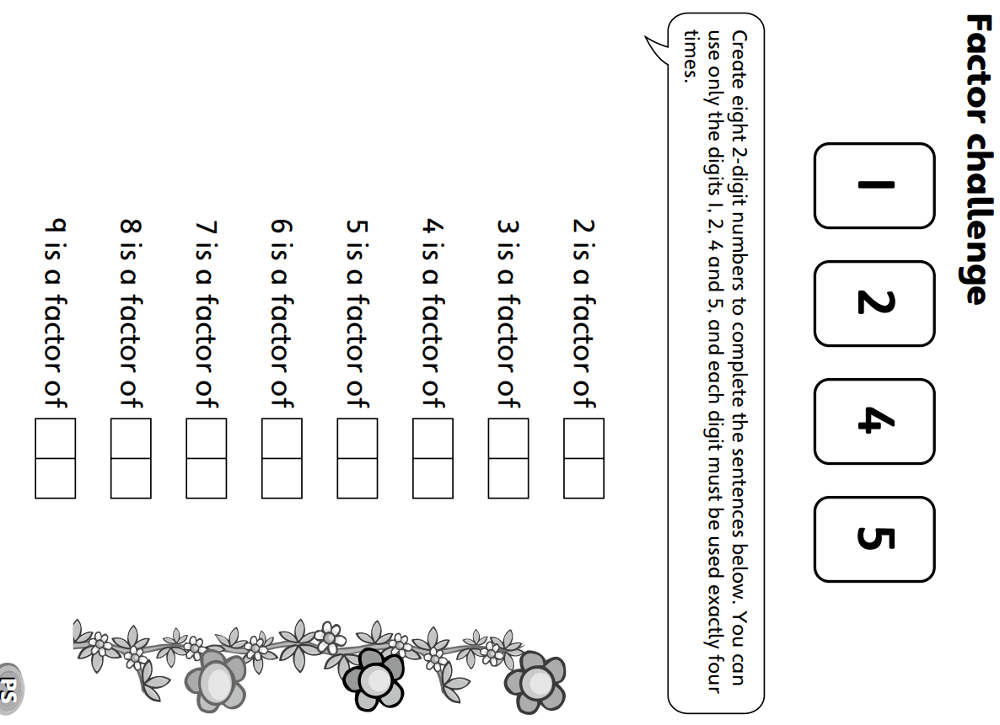 Factor challenge
1 2 4 5
Create eight 2-digit numbers to complete the sentences below. You can
use only the digits 1, 2, 4 and 5, and each digit must be used exactly four
times.
2 is a factor of
3 is a factor of
4 is a factor of
5 is a factor of
6 is a factor of
7 is a factor of
8 is a factor of
9 is a factor of
PS